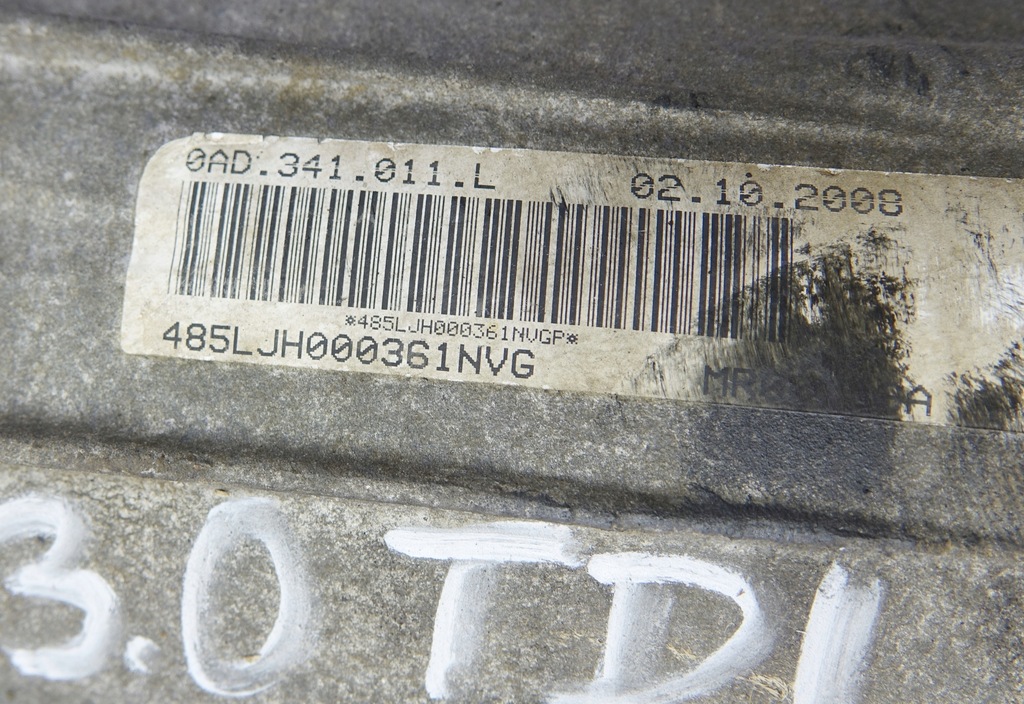 0AD.341.011.L 02.10.2008
*485LJH000361NVGP*
485LJH000361NVG
3.0 TDI